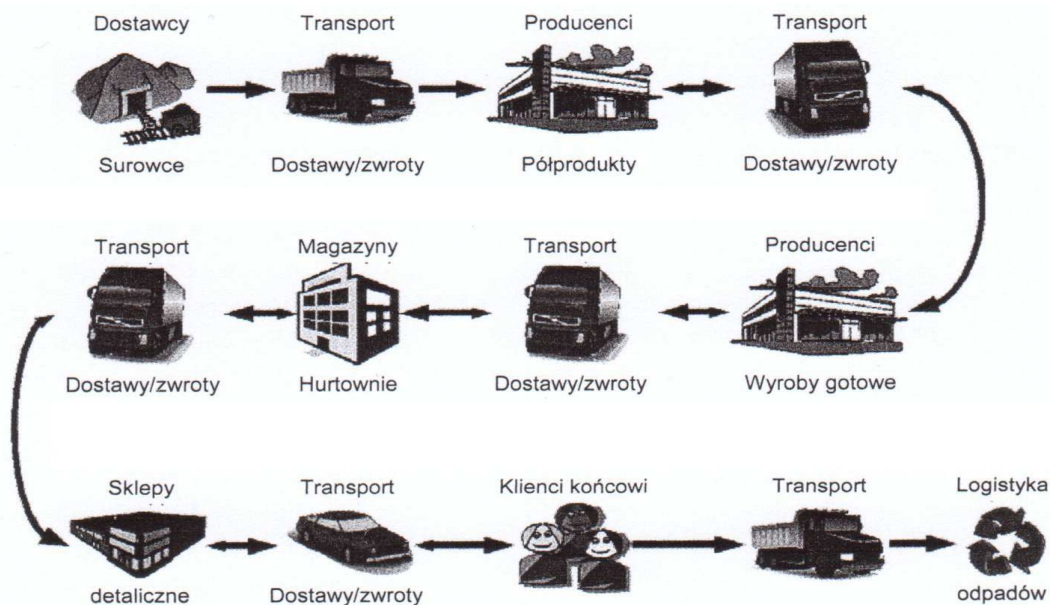 Dostawcy Transport Producenci Transport
Surowce Dostawy/zwroty Półprodukty Dostawy/zwroty
Transport Magazyny Transport Producenci
Dostawy/zwroty Hurtownie Dostawy/zwroty Wyroby gotowe
Sklepy Transport Klienci końcowi Transport Logistyka
detaliczne Dostawy/zwroty odpadów